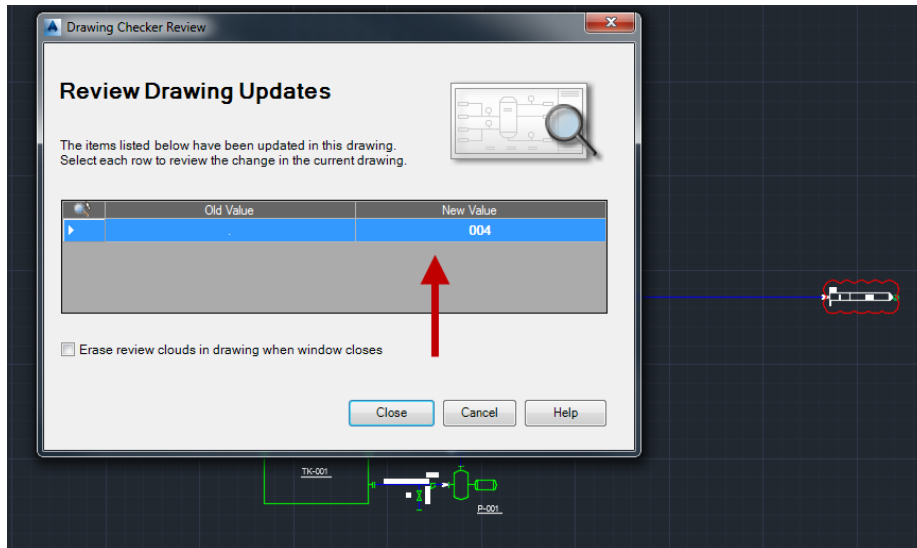 Drawing Checker Review
Review Drawing Updates
The items listed below have been updated in this drawing.
Select each row to review the change in the current drawing.
Old Value New Value
. 004
Erase review clouds in drawing when window closes
Close Cancel Help
TK-001
P-001